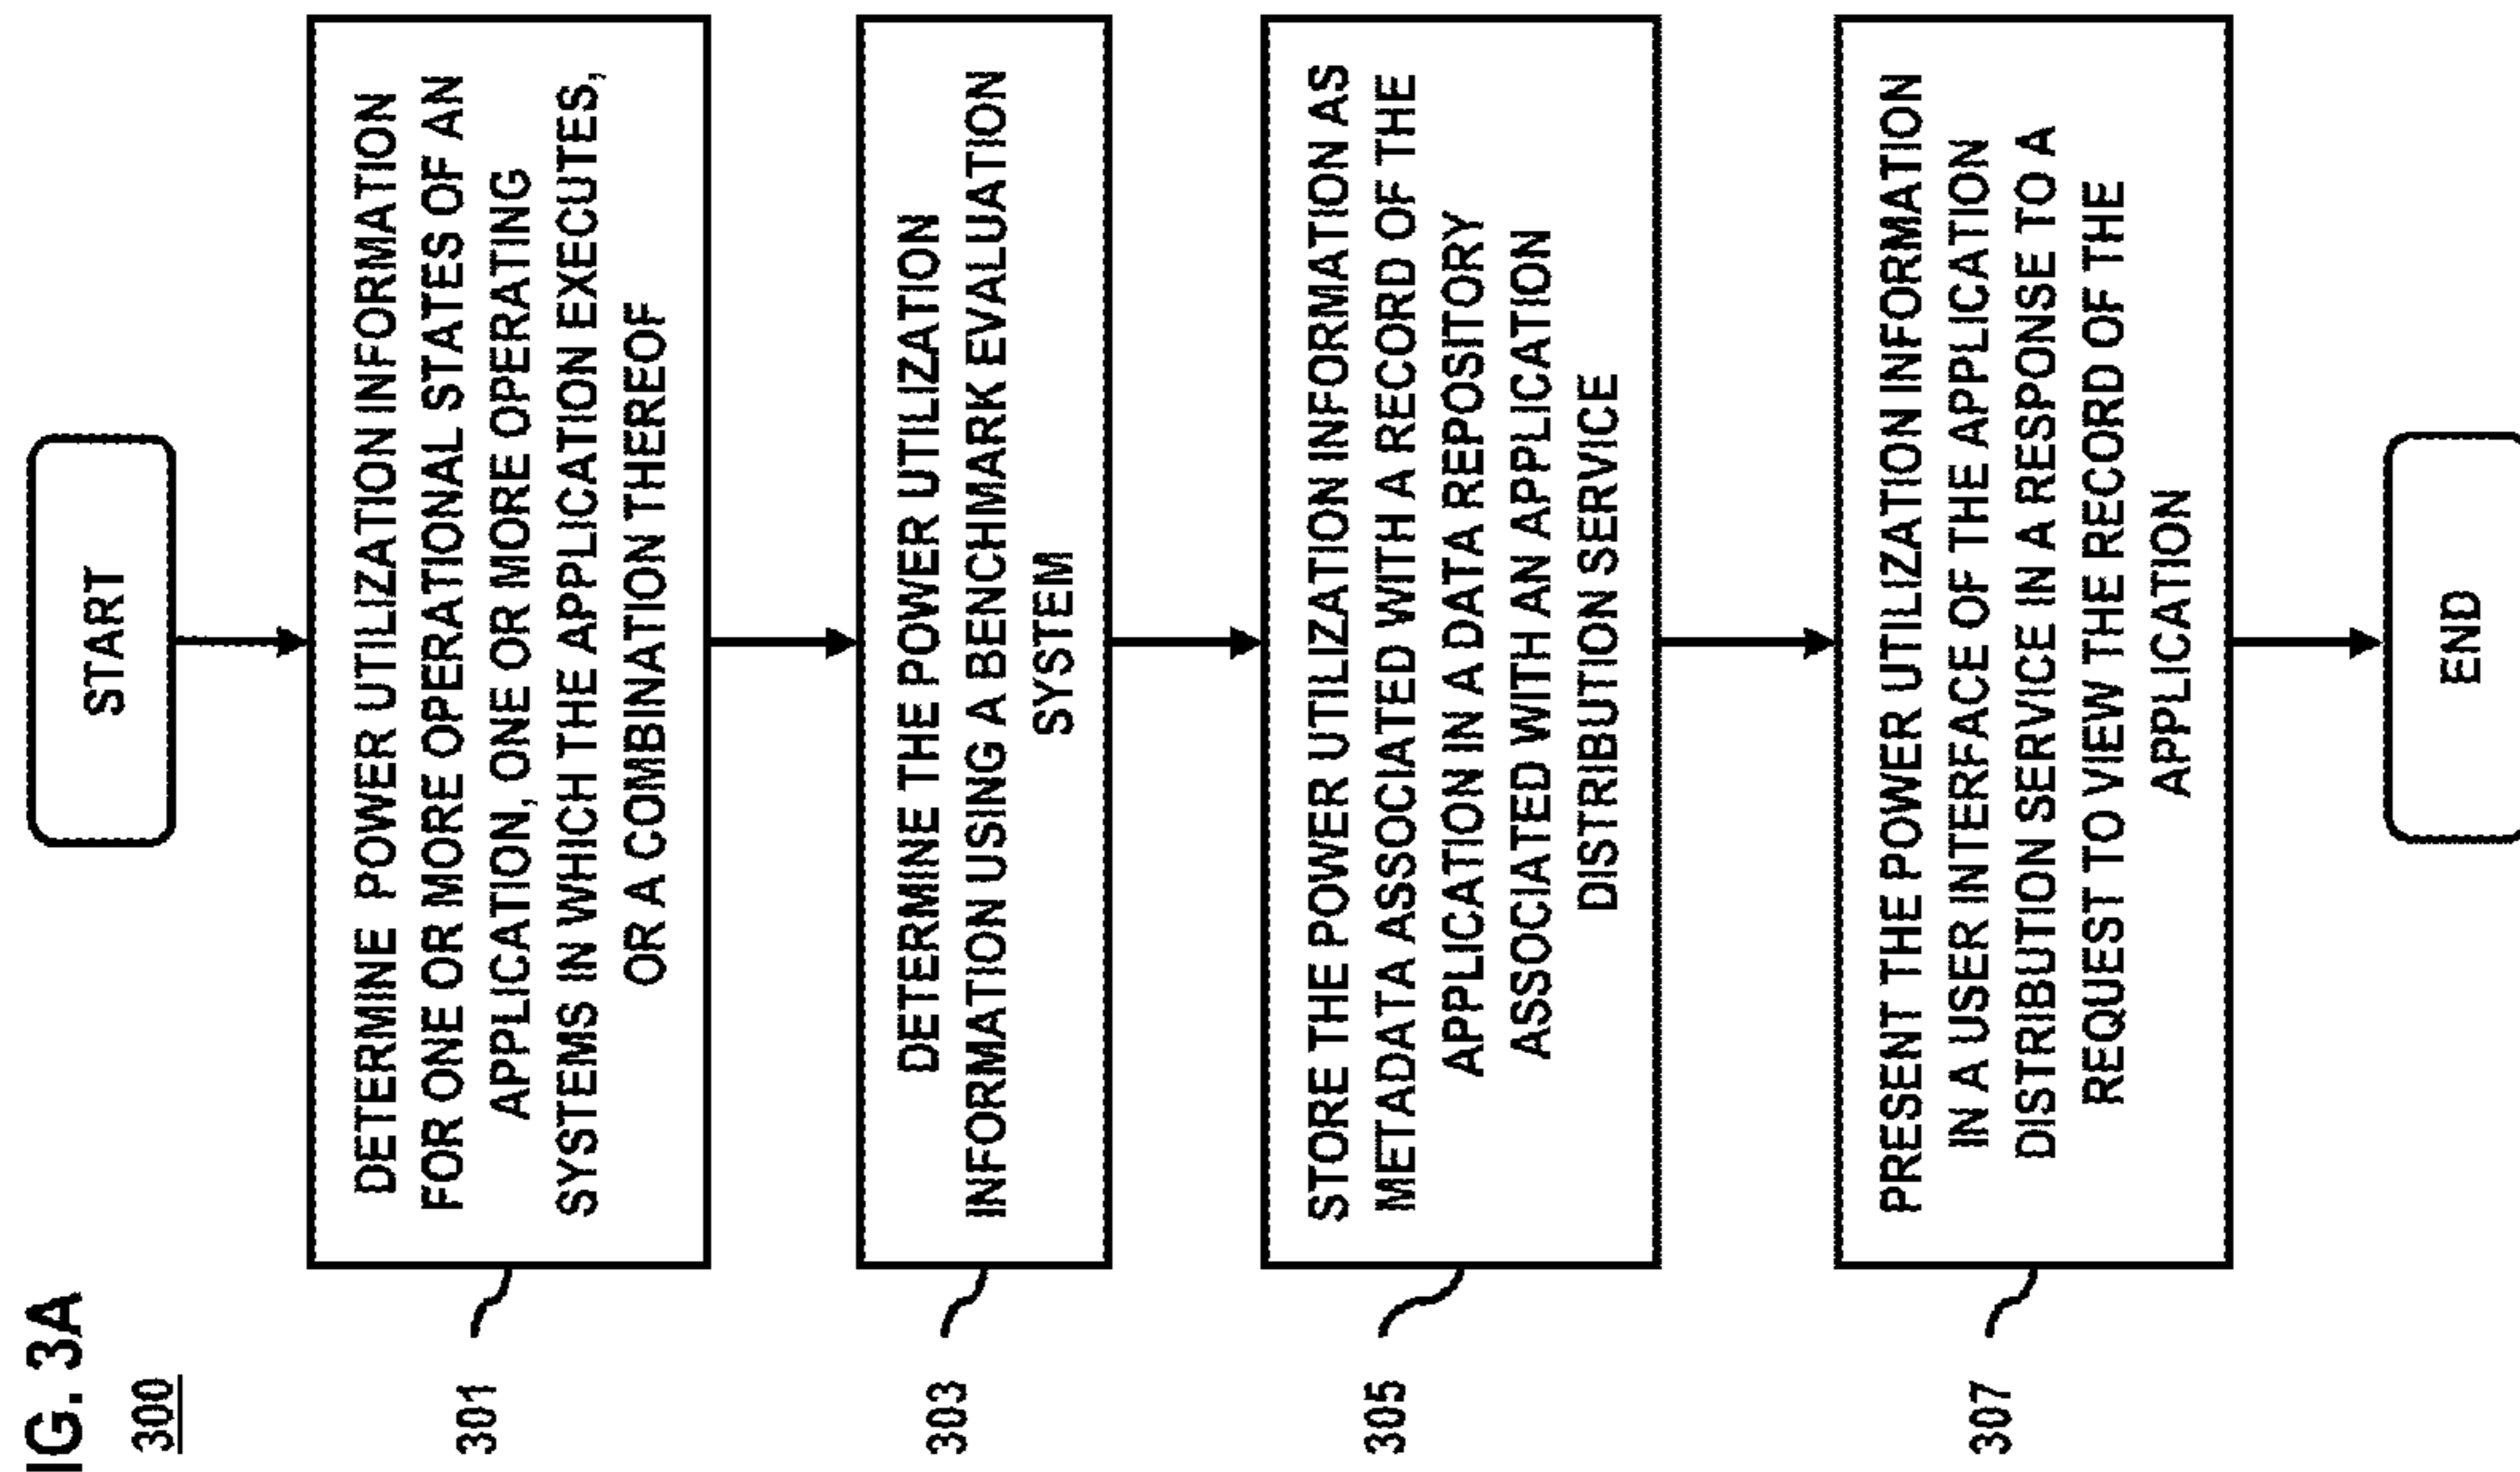 IG. 3A
300
START
301
DETERMINE POWER UTILIZATION INFORMATION
FOR ONE OR MORE OPERATIONAL STATES OF AN
APPLICATION, ONE OR MORE OPERATING
SYSTEMS IN WHICH THE APPLICATION EXECUTES,
OR A COMBINATION THEREOF
303
DETERMINE THE POWER UTILIZATION
INFORMATION USING A BENCHMARK EVALUATION
SYSTEM
305
STORE THE POWER UTILIZATION INFORMATION AS
METADATA ASSOCIATED WITH A RECORD OF THE
APPLICATION IN A DATA REPOSITORY
ASSOCIATED WITH AN APPLICATION
DISTRIBUTION SERVICE
307
PRESENT THE POWER UTILIZATION INFORMATION
IN A USER INTERFACE OF THE APPLICATION
DISTRIBUTION SERVICE IN A RESPONSE TO A
REQUEST TO VIEW THE RECORD OF THE
APPLICATION
END